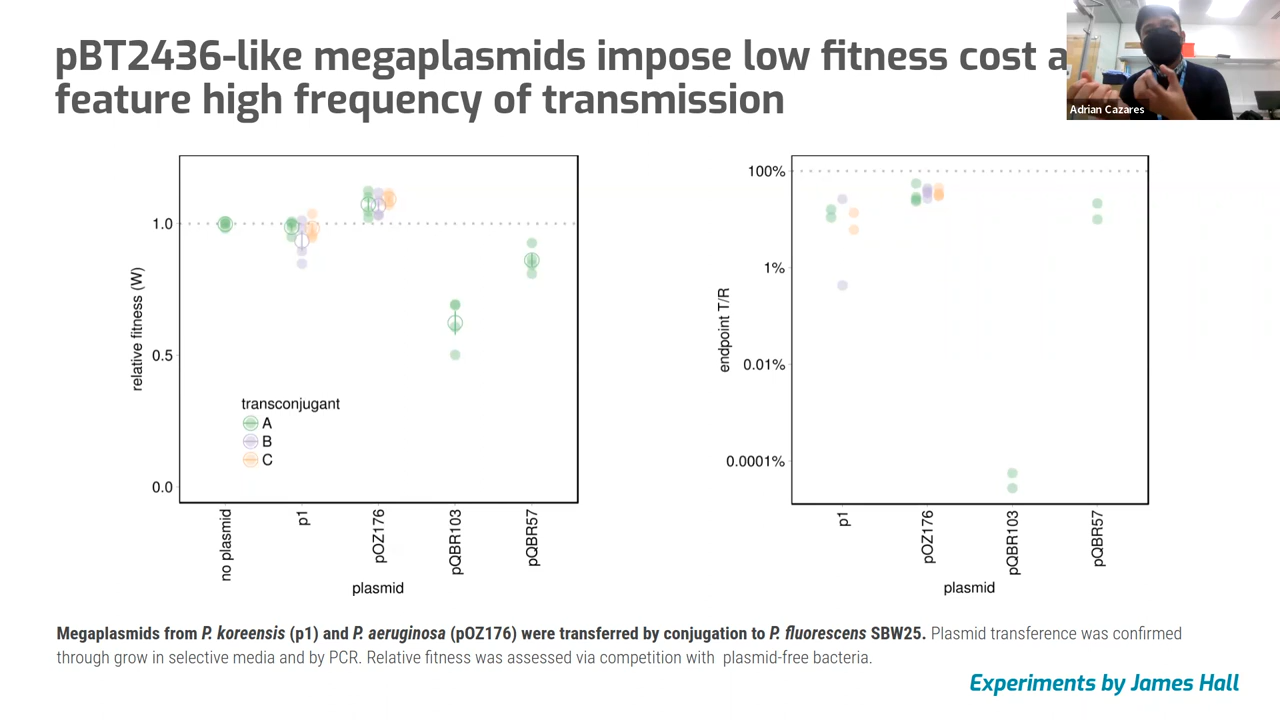 pBT2436-like megaplasmids impose low fitness cost a
feature high frequency of transmission
Adrian Cazares
1.0
0.5
0.0
relative fitness (W)
transconjugant
A
B
C
no plasmid
p1
pOZ176
pQBR103
pQBR57
plasmid
100%
1%
0.01%
0.0001%
endpoint T/R
p1
pOZ176
pQBR103
pQBR57
plasmid
Megaplasmids from P. koreensis (p1) and P. aeruginosa (pOZ176) were transferred by conjugation to P. fluorescens SBW25. Plasmid transference was confirmed
through grow in selective media and by PCR. Relative fitness was assessed via competition with plasmid-free bacteria.
Experiments by James Hall